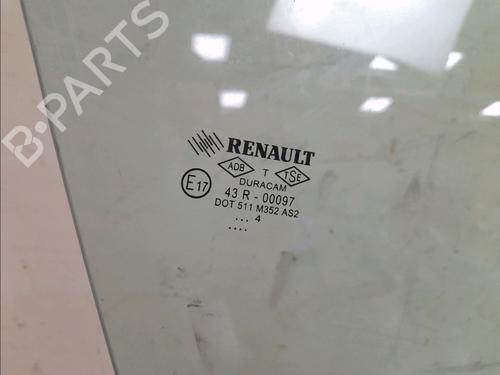 B-PARTS
RENAULT
ADB T TSE
DURACAM
E17 43 R - 00097
DOT 511 M352 AS2
... 4
....